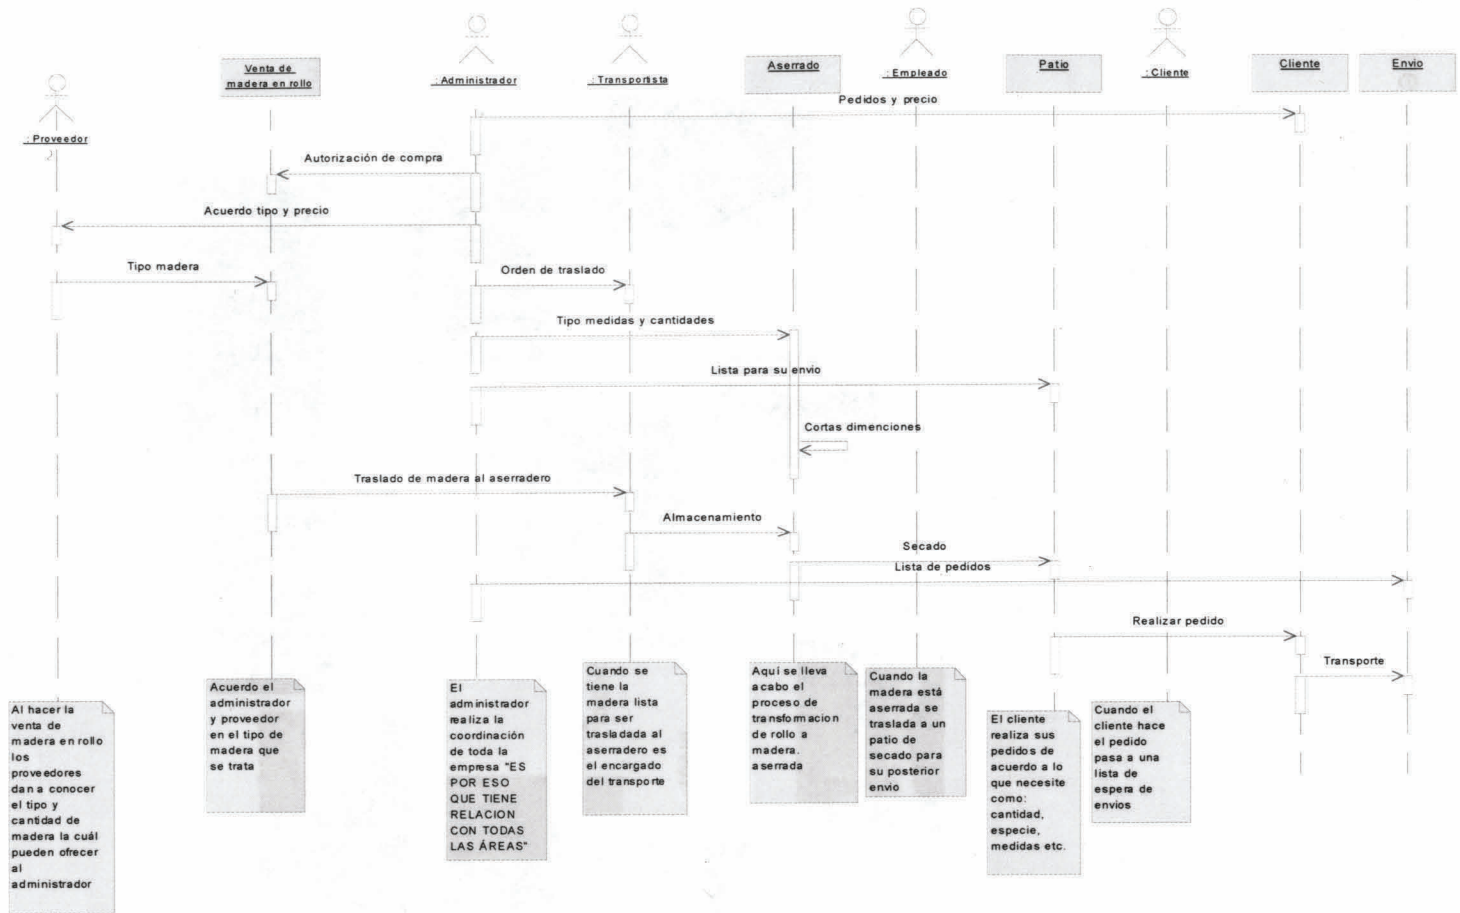 : Proveedor
Venta de
madera en rollo
: Administrador
: Transportista
Aserrado
: Empleado
Patio
: Cliente
Cliente
Envio
Pedidos y precio
Autorización de compra
Acuerdo tipo y precio
Tipo madera
Orden de traslado
Tipo medidas y cantidades
Lista para su envio
Cortas dimenciones
Traslado de madera al aserradero
Almacenamiento
Secado
Lista de pedidos
Realizar pedido
Transporte
Al hacer la
venta de
madera en rollo
los
proveedores
dan a conocer
el tipo y
cantidad de
madera la cuál
pueden ofrecer
al
administrador
Acuerdo el
administrador
y proveedor
en el tipo de
madera que
se trata
El
administrador
realiza la
coordinación
de toda la
empresa "ES
POR ESO
QUE TIENE
RELACION
CON TODAS
LAS ÁREAS"
Cuando se
tiene la
madera lista
para ser
trasladada al
aserradero es
el encargado
del transporte
Aquí se lleva
acabo el
proceso de
transformacion
de rollo a
madera.
aserrada
Cuando la
madera está
aserrada se
traslada a un
patio de
secado para
su posterior
envio
El cliente
realiza sus
pedidos de
acuerdo a lo
que necesite
como:
cantidad,
especie,
medidas etc.
Cuando el
cliente hace
el pedido
pasa a una
lista de
espera de
envios